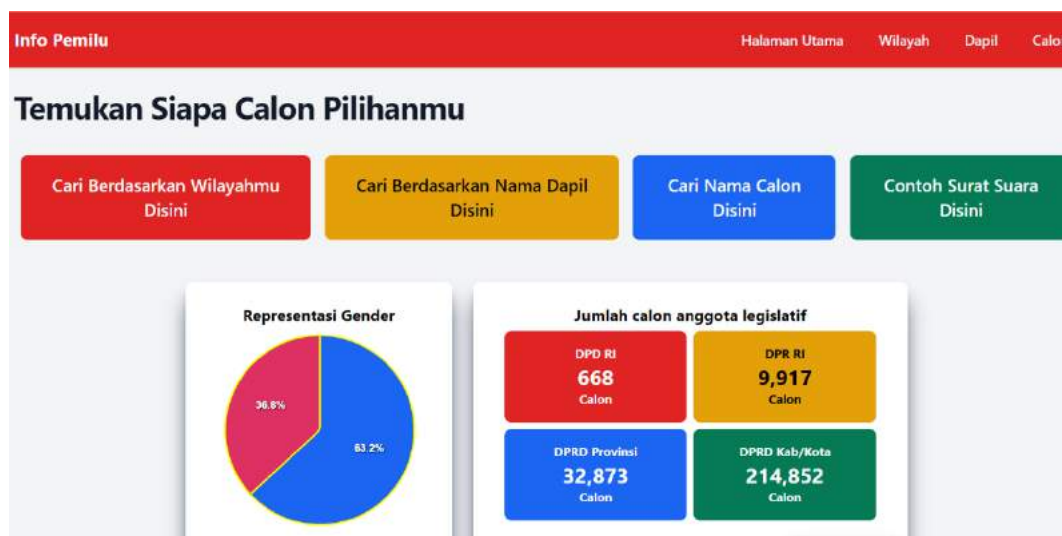 Info Pemilu
Halaman Utama
Wilayah
Dapil
Calo
Temukan Siapa Calon Pilihanmu
Cari Berdasarkan Wilayahmu
Disini
Cari Berdasarkan Nama Dapil
Disini
Cari Nama Calon
Disini
Contoh Surat Suara
Disini
Representasi Gender
36.8%
63.2%
Jumlah calon anggota legislatif
DPD RI
668
Calon
DPR RI
9,917
Calon
DPRD Provinsi
32,873
Calon
DPRD Kab/Kota
214,852
Calon